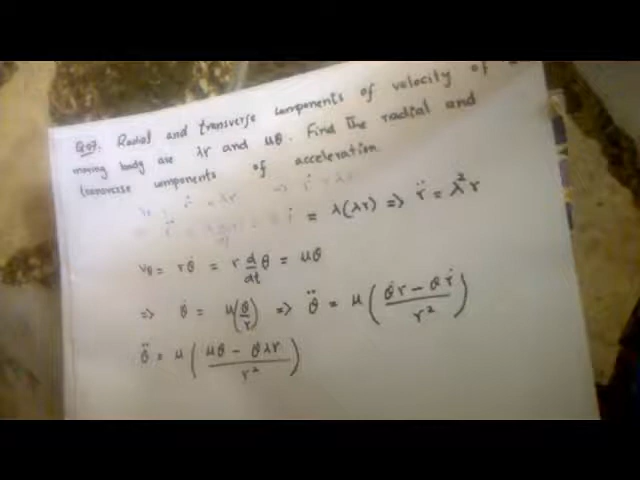 Q07. Radial and transverse components of velocity of a
moving body are λr and μθ. Find the radial and
transverse components of acceleration.
= λr => ṙ
= λ(λr) => r̈ = λ²r
Vθ = rθ̇ = r d/dt θ = μθ
=> θ̇ = μ(θ/r) => θ̈ = μ( (θ̇r - θṙ)/r² )
θ̈ = μ( (μθ - θλr)/r² )